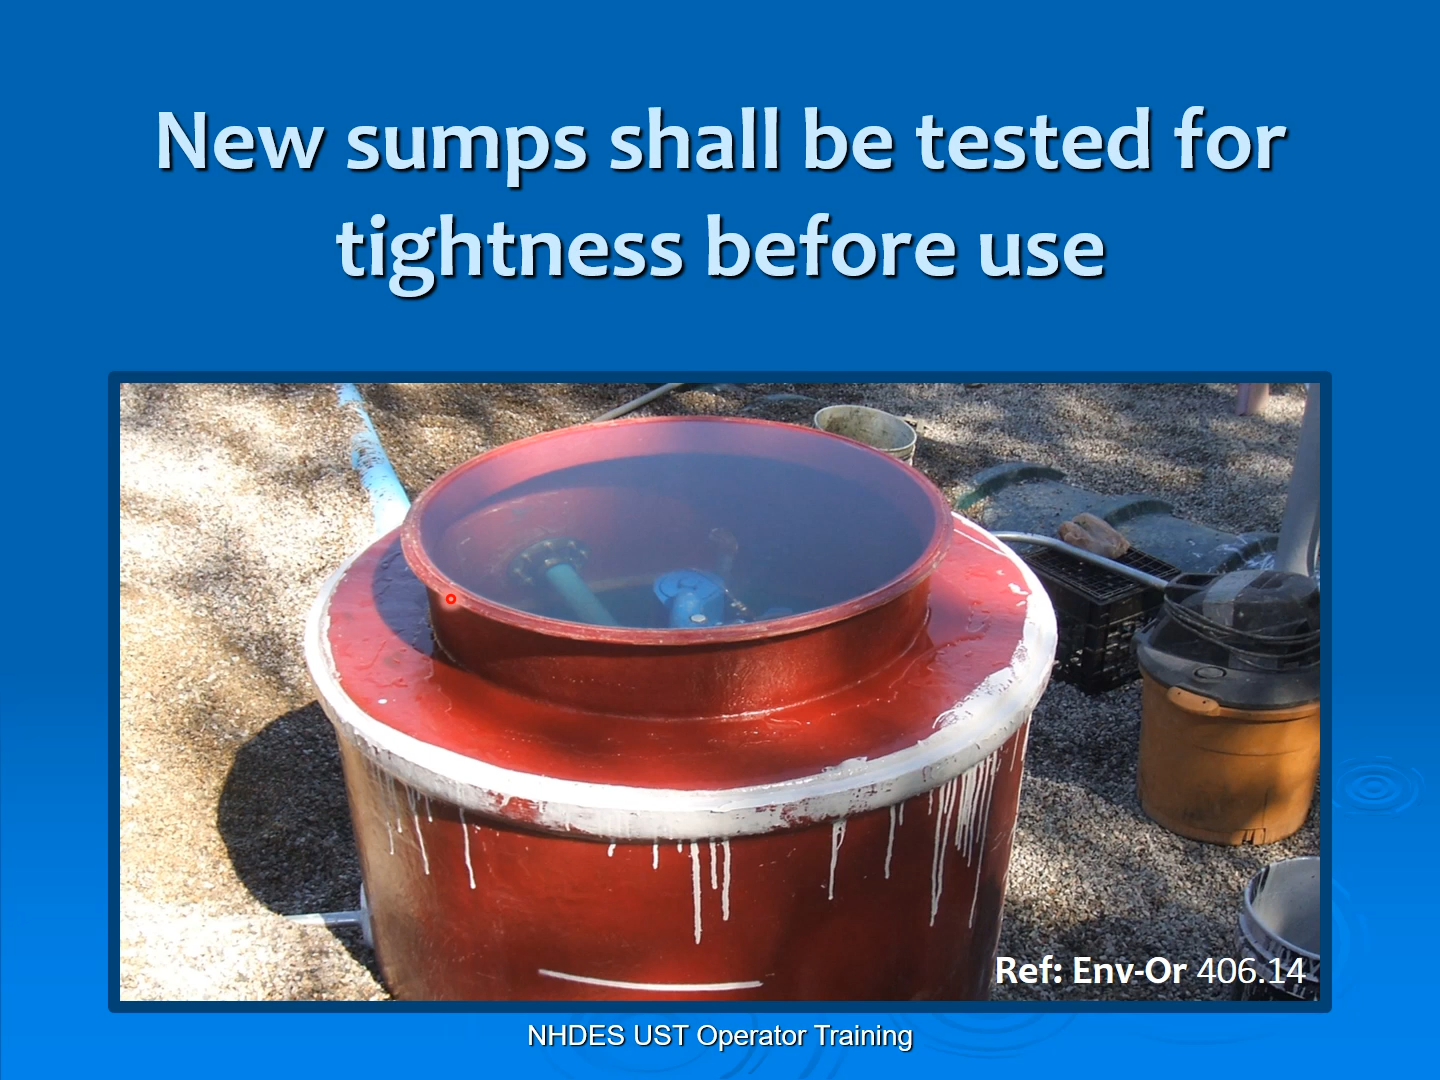 New sumps shall be tested for
tightness before use
Ref: Env-Or 406.14
NHDES UST Operator Training